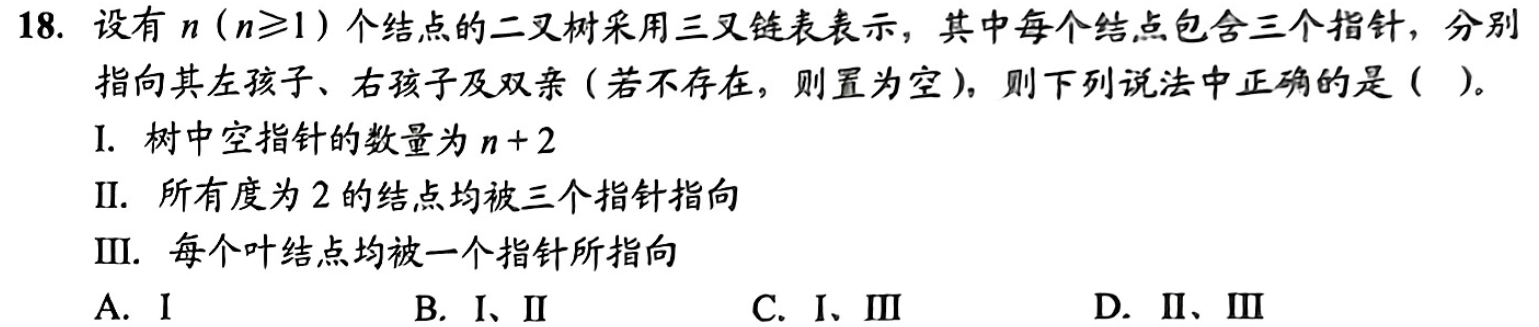 18. 设有 n（n≥1）个结点的二叉树采用三叉链表表示，其中每个结点包含三个指针，分别
指向其左孩子、右孩子及双亲（若不存在，则置为空），则下列说法中正确的是（ ）。
I. 树中空指针的数量为 n + 2
II. 所有度为 2 的结点均被三个指针指向
III. 每个叶结点均被一个指针所指向
A. I B. I、II C. I、III D. II、III